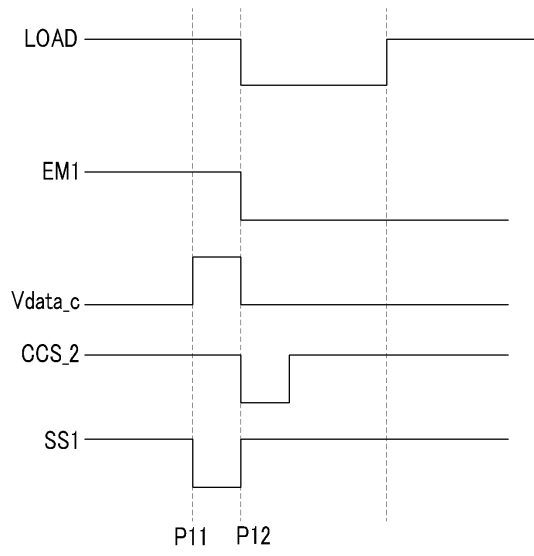 LOAD
EM1
Vdata_c
CCS_2
SS1
P11 P12